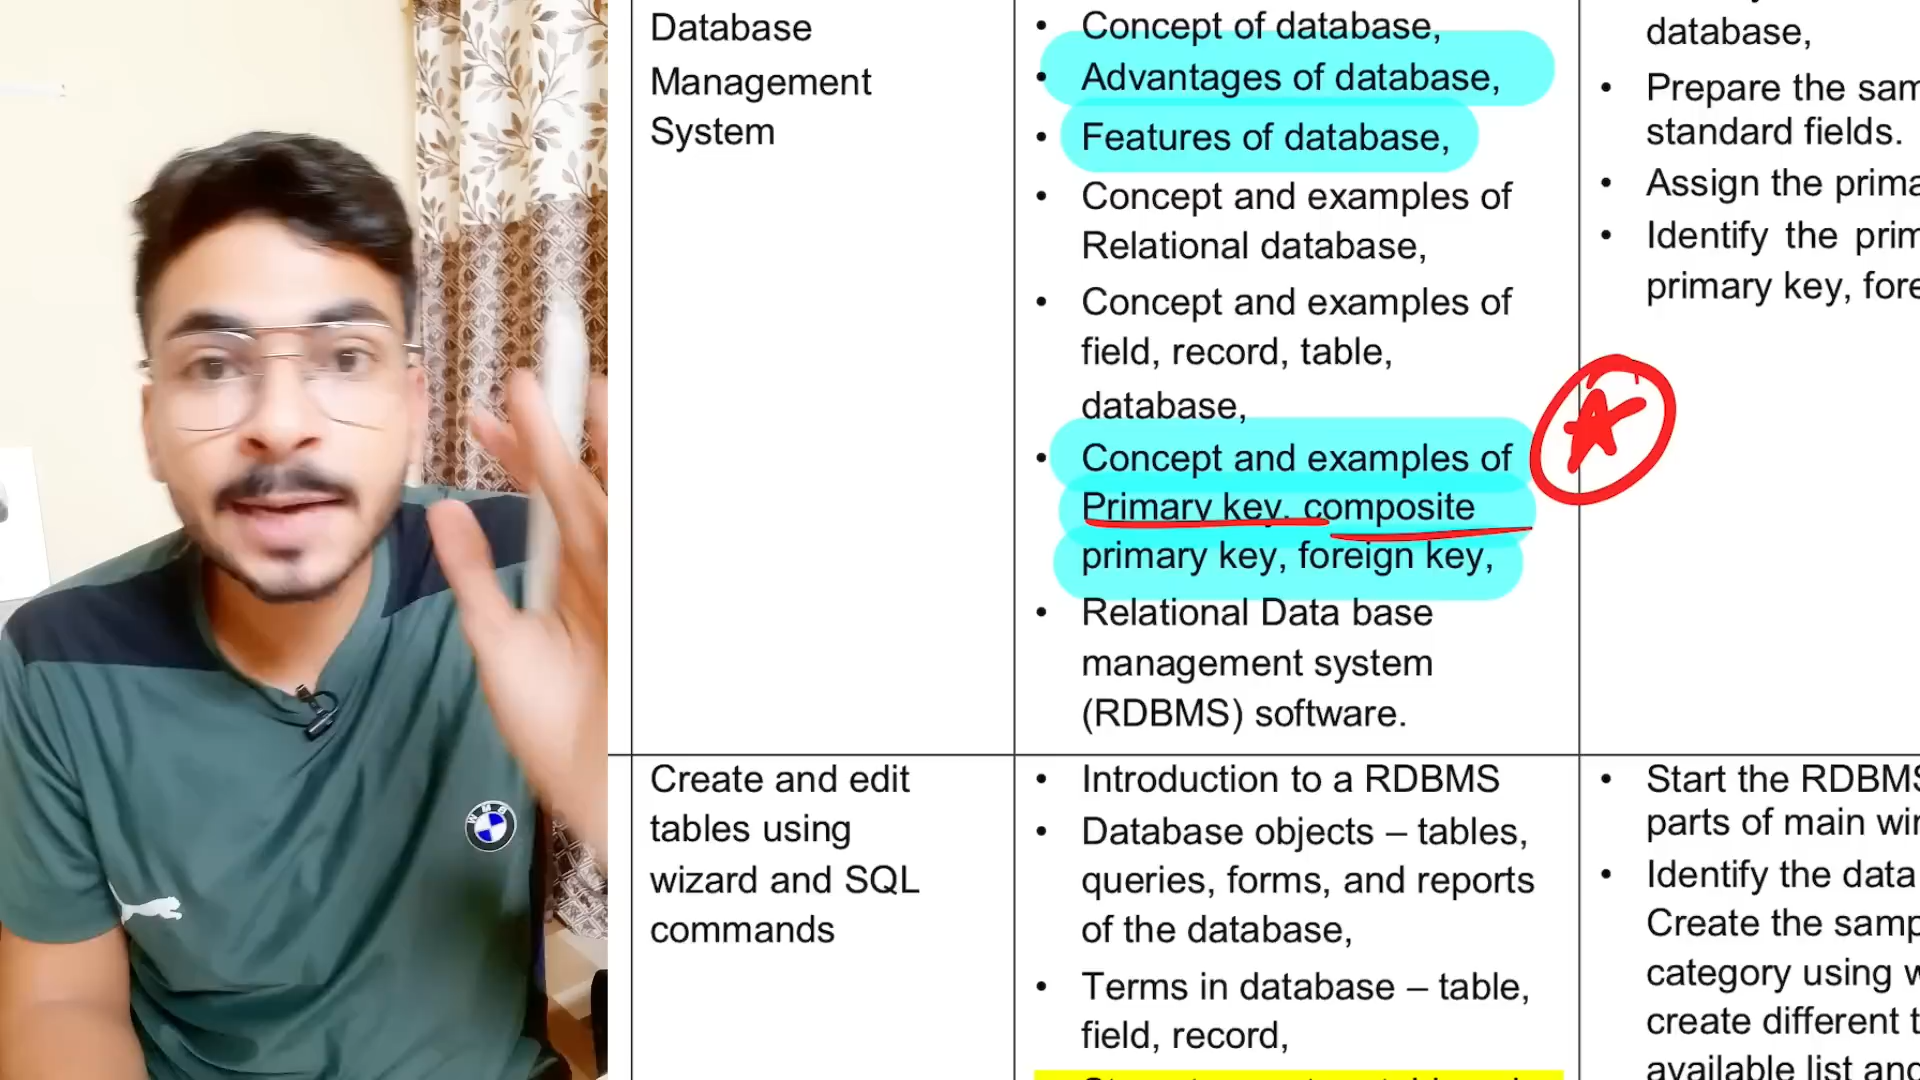 Database
Management
System
• Concept of database,
• Advantages of database,
• Features of database,
• Concept and examples of
Relational database,
• Concept and examples of
field, record, table,
database,
• Concept and examples of
Primary key, composite
primary key, foreign key,
• Relational Data base
management system
(RDBMS) software.
database,
• Prepare the sam
standard fields.
• Assign the prima
• Identify the prim
primary key, fore
Create and edit
tables using
wizard and SQL
commands
• Introduction to a RDBMS
• Database objects – tables,
queries, forms, and reports
of the database,
• Terms in database – table,
field, record,
• Start the RDBMS
parts of main win
• Identify the data
Create the samp
category using w
create different t
available list and
BMW